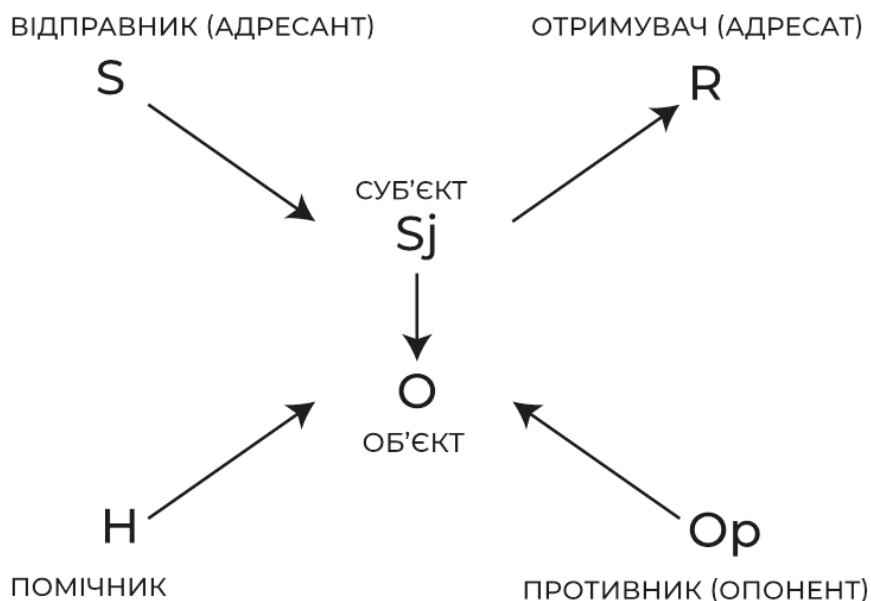 ВІДПРАВНИК (АДРЕСАНТ)
ОТРИМУВАЧ (АДРЕСАТ)
S
R
СУБ’ЄКТ
Sj
O
ОБ’ЄКТ
H
Op
ПОМІЧНИК
ПРОТИВНИК (ОПОНЕНТ)